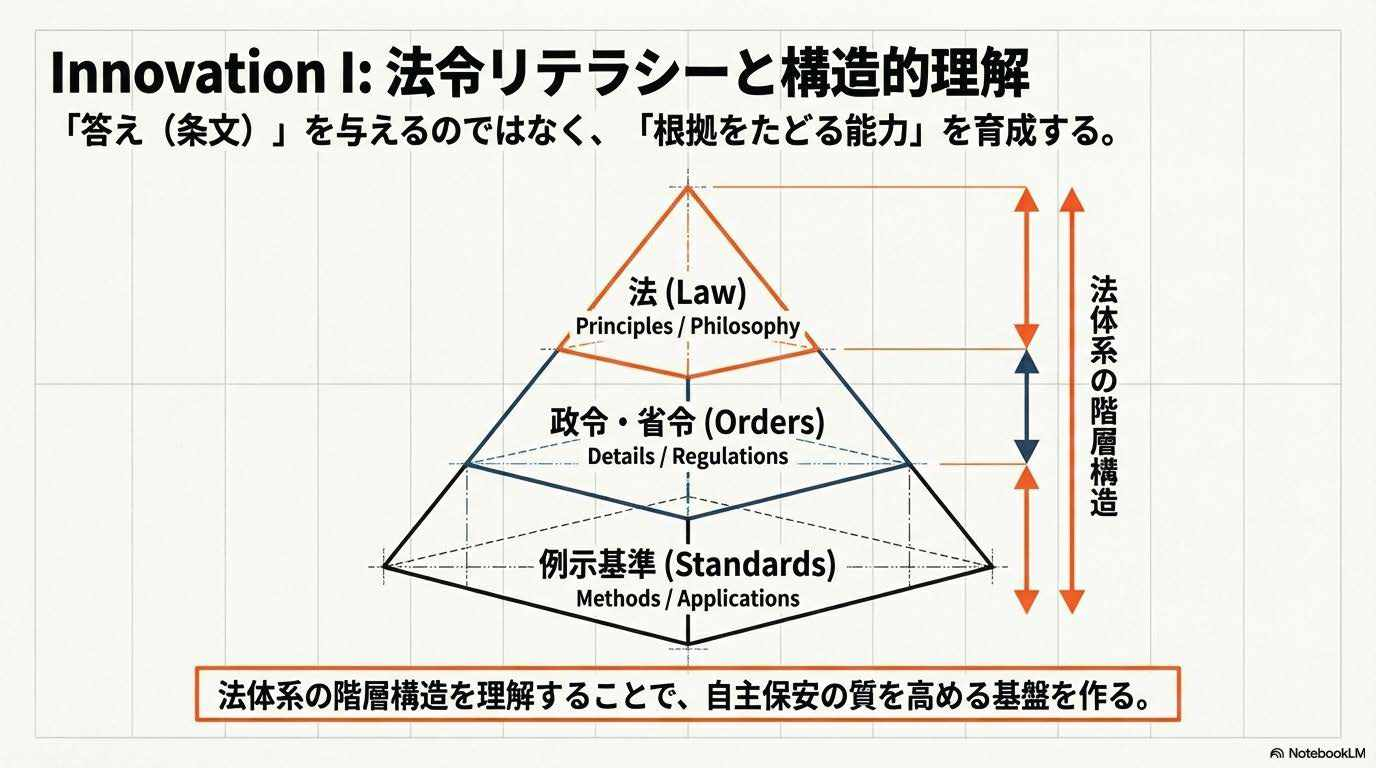 Innovation I: 法令リテラシーと構造的理解
「答え（条文）」を与えるのではなく、「根拠をたどる能力」を育成する。
法 (Law)
Principles / Philosophy
政令・省令 (Orders)
Details / Regulations
例示基準 (Standards)
Methods / Applications
法体系の階層構造
法体系の階層構造を理解することで、自主保安の質を高める基盤を作る。
NotebookLM